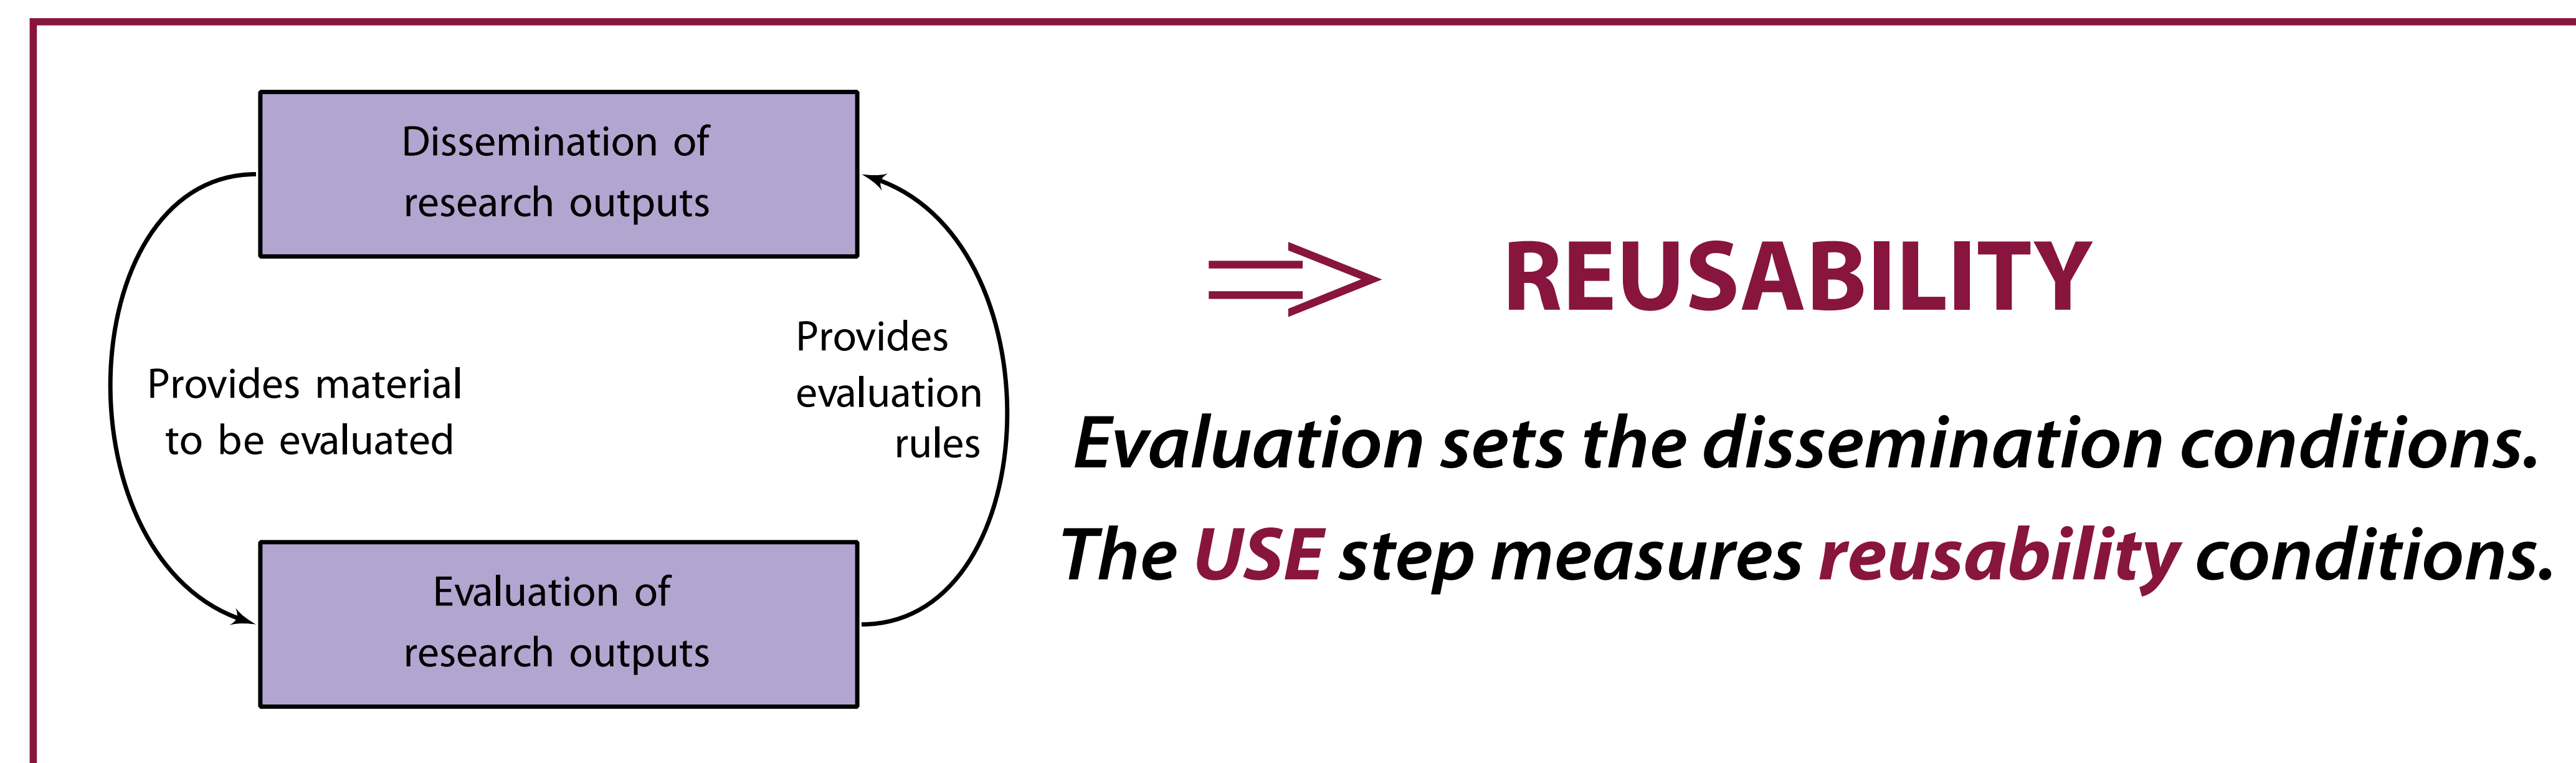 Dissemination of
research outputs
Provides material
to be evaluated
Provides
evaluation
rules
Evaluation of
research outputs
⇒ REUSABILITY
Evaluation sets the dissemination conditions.
The USE step measures reusability conditions.